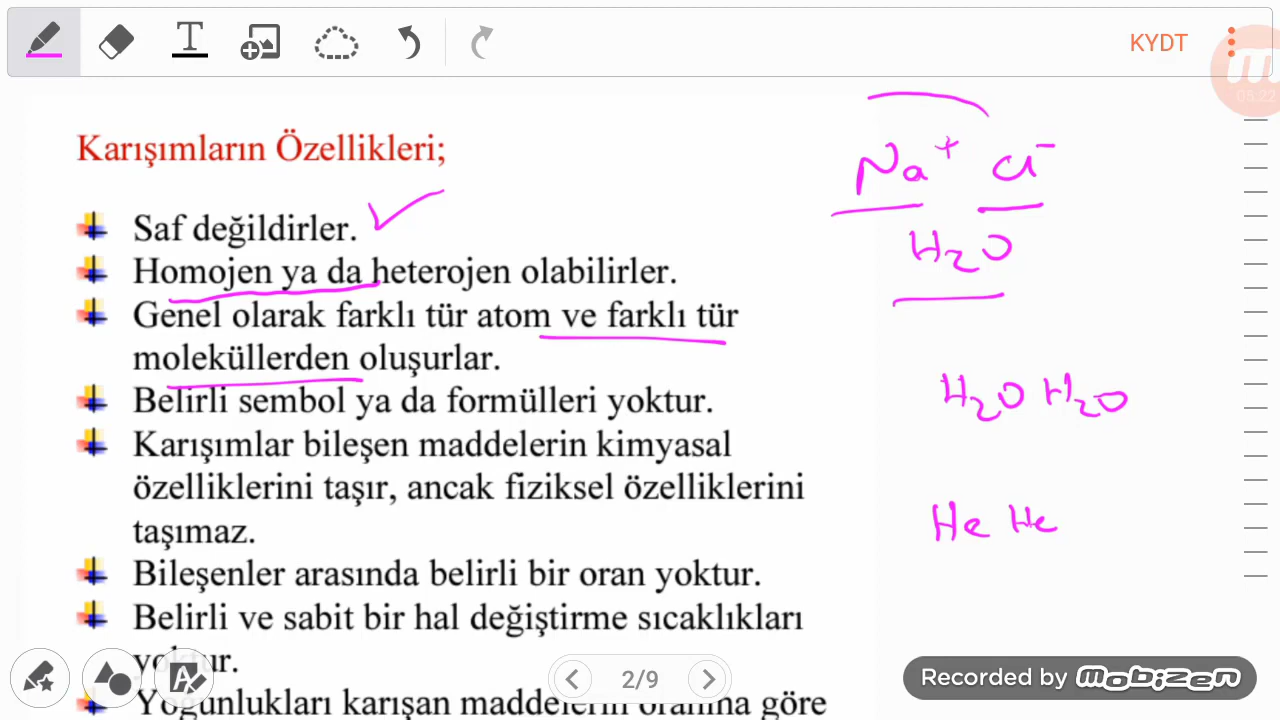 T
KYDT
03:22
Karışımların Özellikleri;
Saf değildirler.
Homojen ya da heterojen olabilirler.
Genel olarak farklı tür atom ve farklı tür
moleküllerden oluşurlar.
Belirli sembol ya da formülleri yoktur.
Karışımlar bileşen maddelerin kimyasal
özelliklerini taşır, ancak fiziksel özelliklerini
taşımaz.
Bileşenler arasında belirli bir oran yoktur.
Belirli ve sabit bir hal değiştirme sıcaklıkları
yoktur.
Yoğunlukları karışan maddelerin oranına göre
Na⁺ Cl⁻
H₂O
H₂O H₂O
He He
2/9
Recorded by mobizen